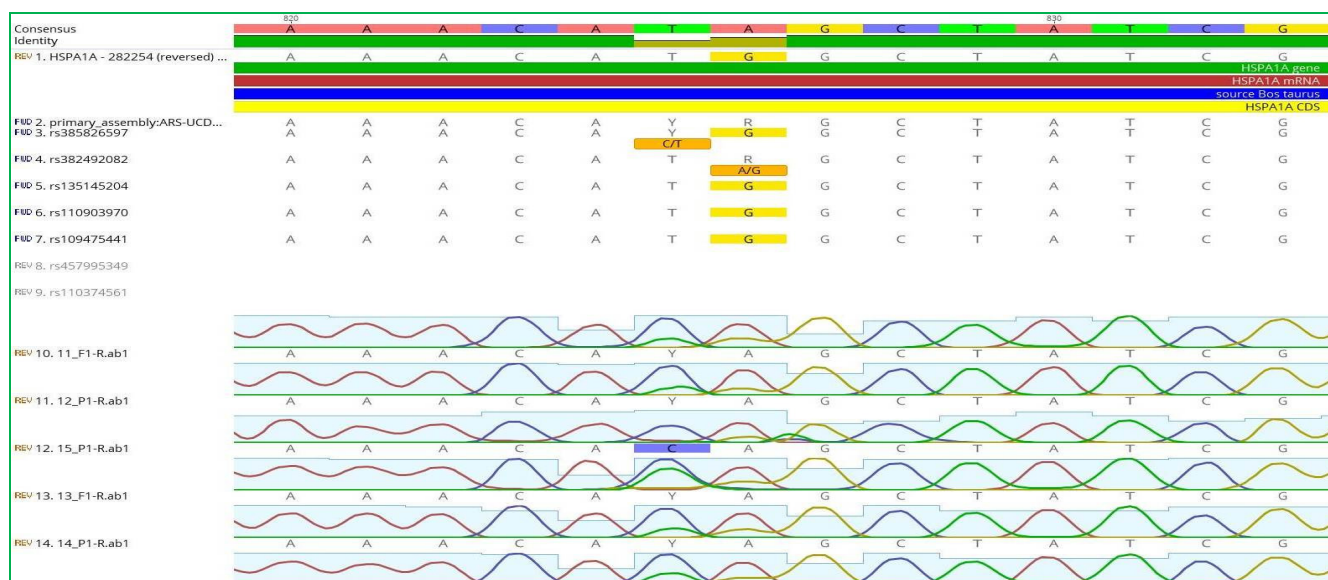 820 830
Consensus A A A C A T A G C T A T C G
Identity
REV 1. HSPA1A - 282254 (reversed) ... A A A C A T G G C T A T C G
HSPA1A gene
HSPA1A mRNA
source Bos taurus
HSPA1A CDS
FWD 2. primary_assembly:ARS-UCD... A A A C A Y R G C T A T C G
FWD 3. rs385826597 A A A C A Y G G C T A T C G
C/T
FWD 4. rs382492082 A A A C A T R G C T A T C G
A/G
FWD 5. rs135145204 A A A C A T G G C T A T C G
FWD 6. rs110903970 A A A C A T G G C T A T C G
FWD 7. rs109475441 A A A C A T G G C T A T C G
REV 8. rs457995349
REV 9. rs110374561
REV 10. 11_F1-R.ab1 A A A C A Y A G C T A T C G
REV 11. 12_P1-R.ab1 A A A C A Y A G C T A T C G
REV 12. 15_P1-R.ab1 A A A C A C A G C T A T C G
REV 13. 13_F1-R.ab1 A A A C A Y A G C T A T C G
REV 14. 14_P1-R.ab1 A A A C A Y A G C T A T C G